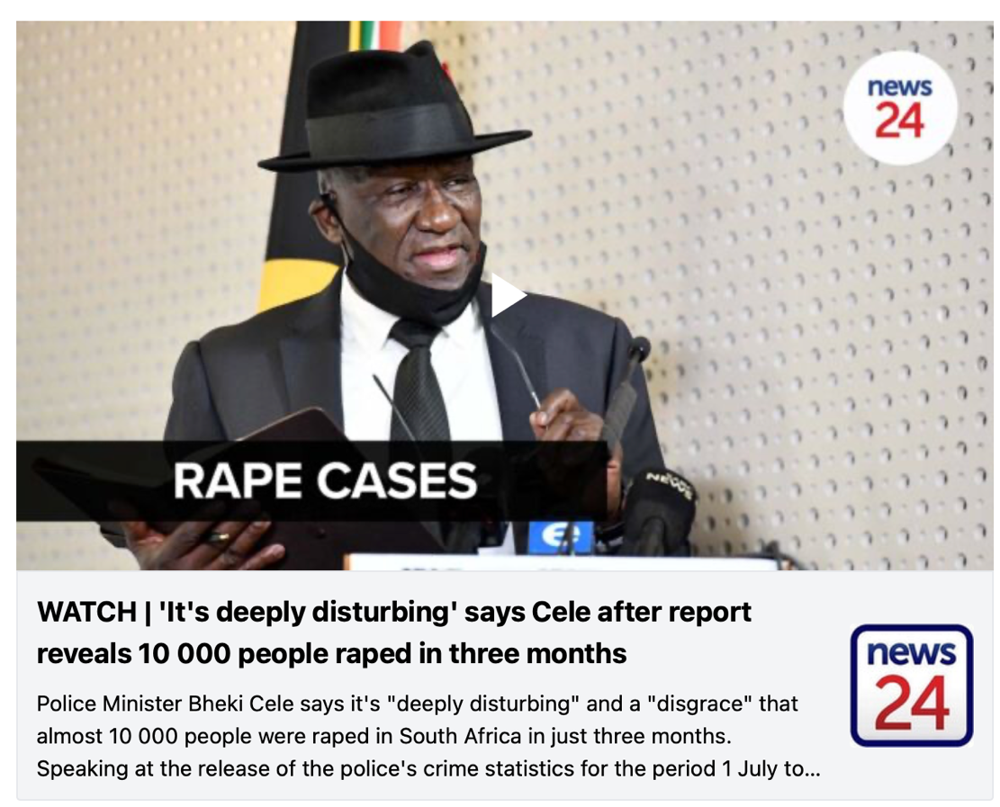 news
24
RAPE CASES
NEWS
e
WATCH | 'It's deeply disturbing' says Cele after report
reveals 10 000 people raped in three months
news
24
Police Minister Bheki Cele says it's "deeply disturbing" and a "disgrace" that
almost 10 000 people were raped in South Africa in just three months.
Speaking at the release of the police's crime statistics for the period 1 July to...